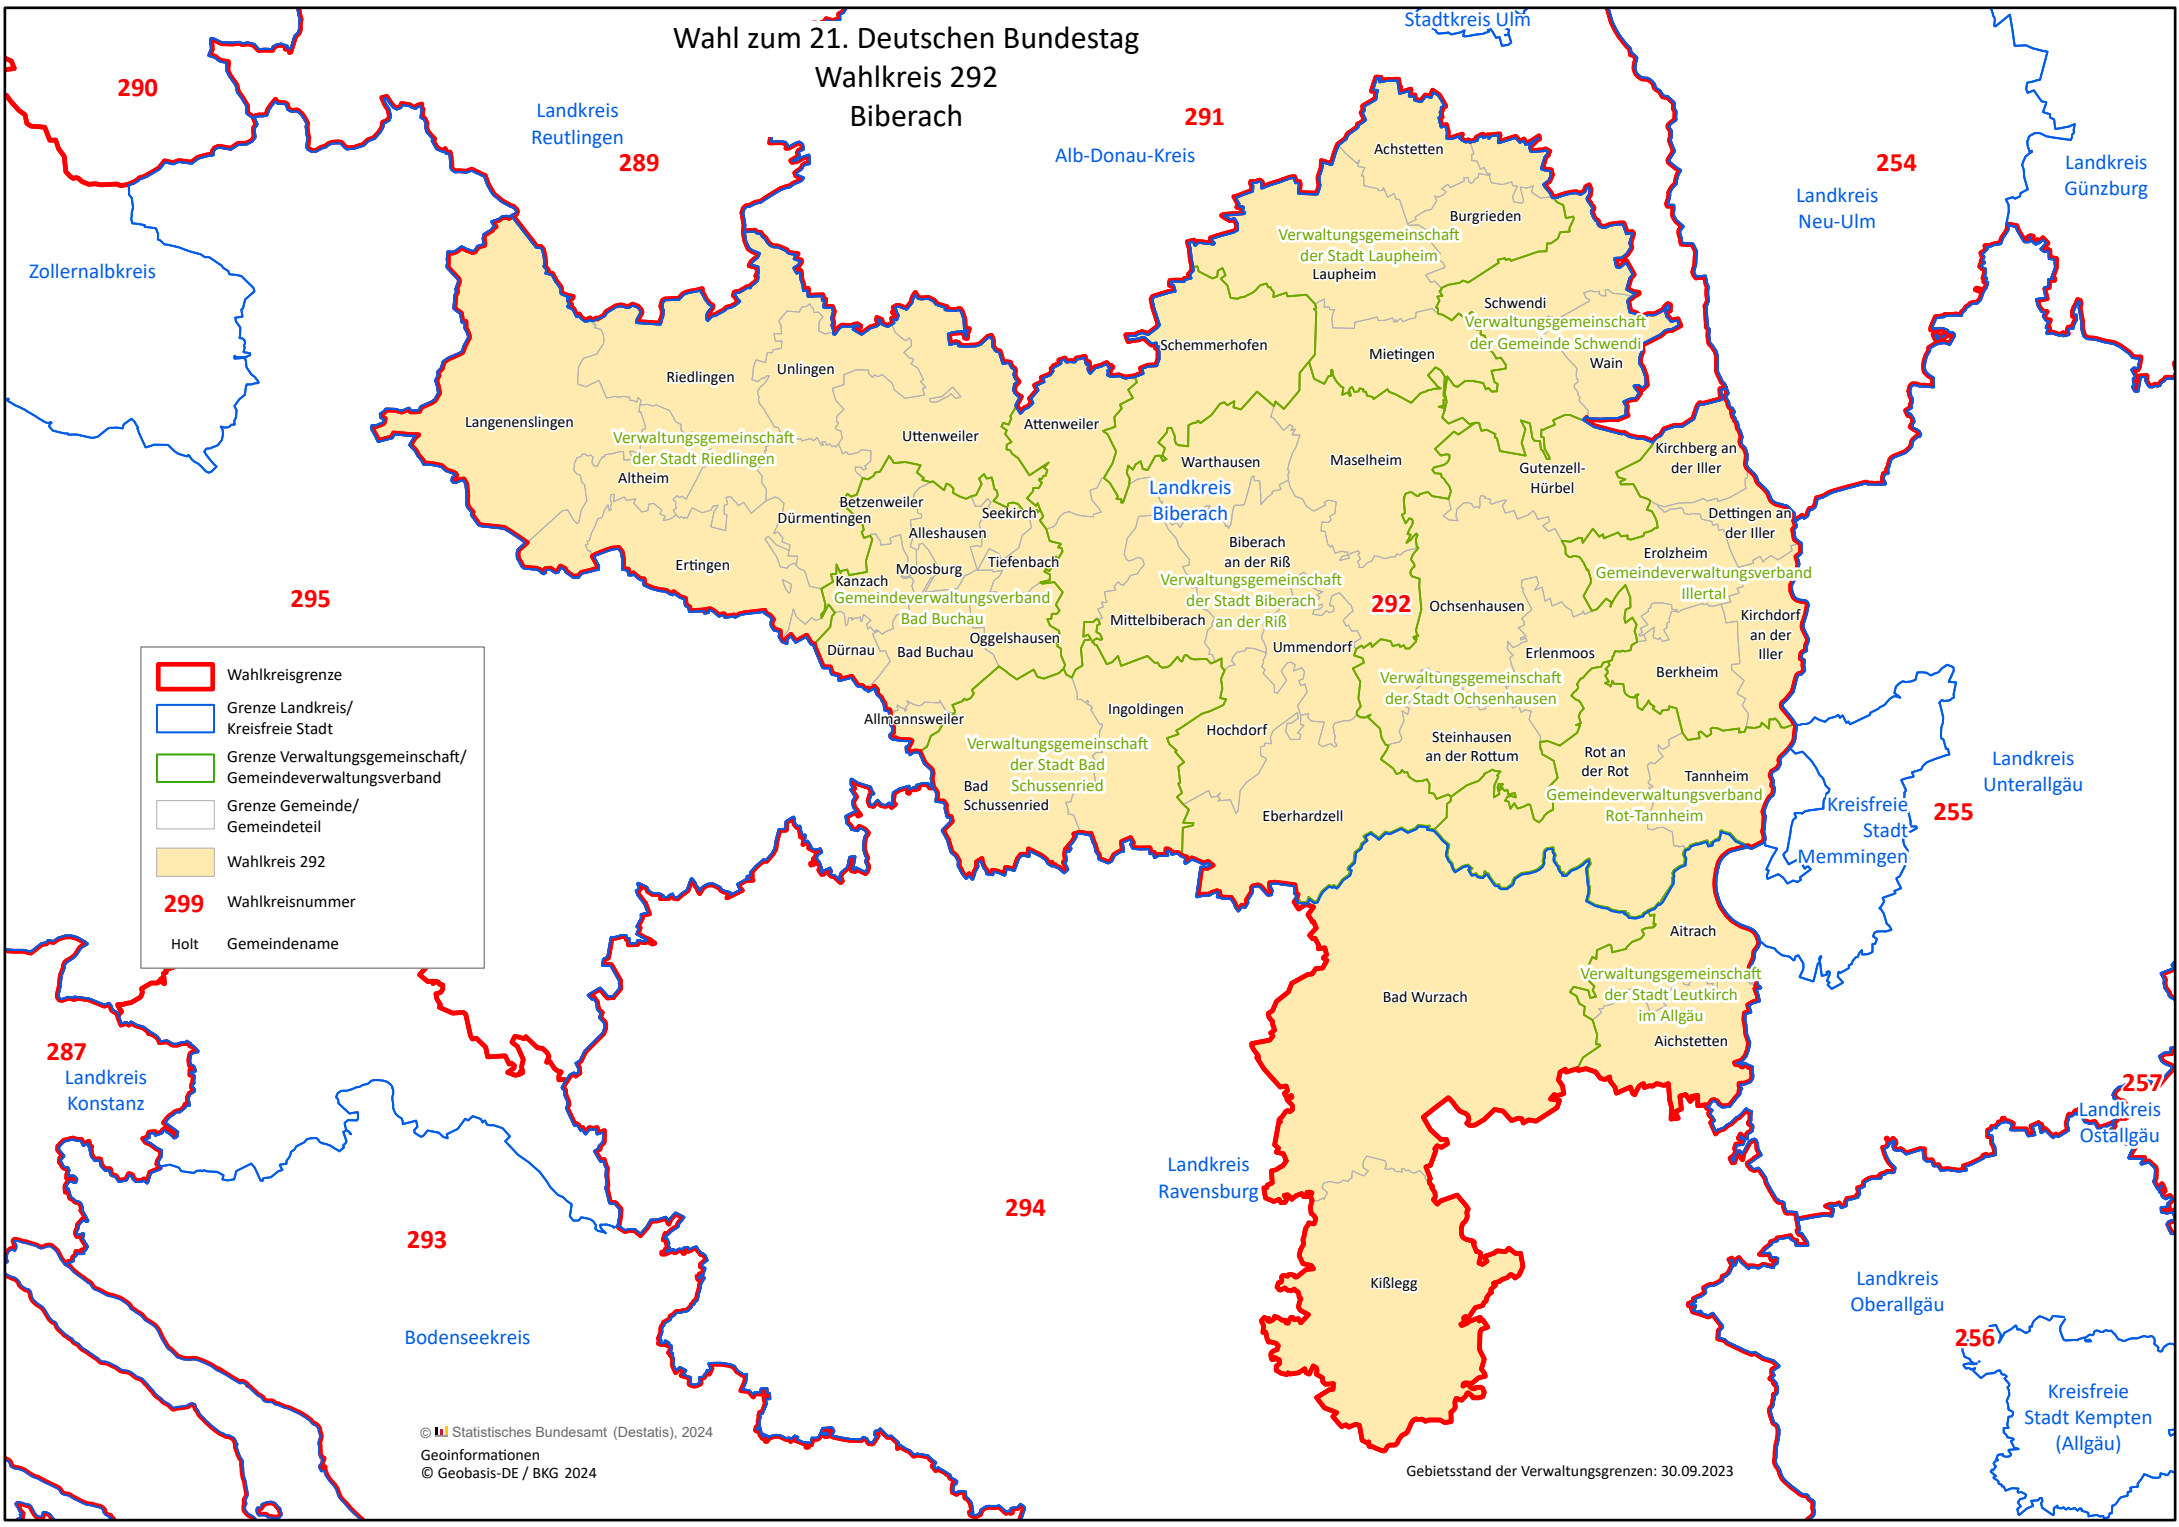 Wahl zum 21. Deutschen Bundestag
Wahlkreis 292
Biberach
Stadtkreis Ulm
290
Landkreis
Reutlingen
289
291
Alb-Donau-Kreis
254
Landkreis
Neu-Ulm
Landkreis
Günzburg
Zollernalbkreis
Achstetten
Burgrieden
Verwaltungsgemeinschaft
der Stadt Laupheim
Laupheim
Schwendi
Verwaltungsgemeinschaft
der Gemeinde Schwendi
Wain
Mietingen
Schemmerhofen
Riedlingen
Unlingen
Langenenslingen
Verwaltungsgemeinschaft
der Stadt Riedlingen
Altheim
Uttenweiler
Attenweiler
Warthausen
Maselheim
Landkreis
Biberach
Gutenzell-
Hürbel
Kirchberg an
der Iller
Dettingen an
der Iller
Betzenweiler
Dürmentingen
Seekirch
Alleshausen
Moosburg
Tiefenbach
Ertingen
Kanzach
Gemeindeverwaltungsverband
Bad Buchau
Oggelshausen
Dürnau
Bad Buchau
Allmannsweiler
Biberach
an der Riß
Verwaltungsgemeinschaft
der Stadt Biberach
an der Riß
Mittelbiberach
Ummendorf
292
Ochsenhausen
Erlenmoos
Verwaltungsgemeinschaft
der Stadt Ochsenhausen
Steinhausen
an der Rottum
Erolzheim
Gemeindeverwaltungsverband
Illertal
Kirchdorf
an der
Iller
Berkheim
Ingoldingen
Hochdorf
Verwaltungsgemeinschaft
der Stadt Bad
Schussenried
Bad
Schussenried
Eberhardzell
Rot an
der Rot
Tannheim
Gemeindeverwaltungsverband
Rot-Tannheim
Landkreis
Unterallgäu
255
Kreisfreie
Stadt
Memmingen
295
Wahlkreisgrenze
Grenze Landkreis/
Kreisfreie Stadt
Grenze Verwaltungsgemeinschaft/
Gemeindeverwaltungsverband
Grenze Gemeinde/
Gemeindeteil
Wahlkreis 292
299 Wahlkreisnummer
Holt Gemeindename
Aitrach
Verwaltungsgemeinschaft
der Stadt Leutkirch
im Allgäu
Aichstetten
Bad Wurzach
287
Landkreis
Konstanz
257
Landkreis
Ostallgäu
Landkreis
Ravensburg
294
293
Kißlegg
Bodenseekreis
Landkreis
Oberallgäu
256
Kreisfreie
Stadt Kempten
(Allgäu)
© Statistisches Bundesamt (Destatis), 2024
Geoinformationen
© Geobasis-DE / BKG 2024
Gebietsstand der Verwaltungsgrenzen: 30.09.2023